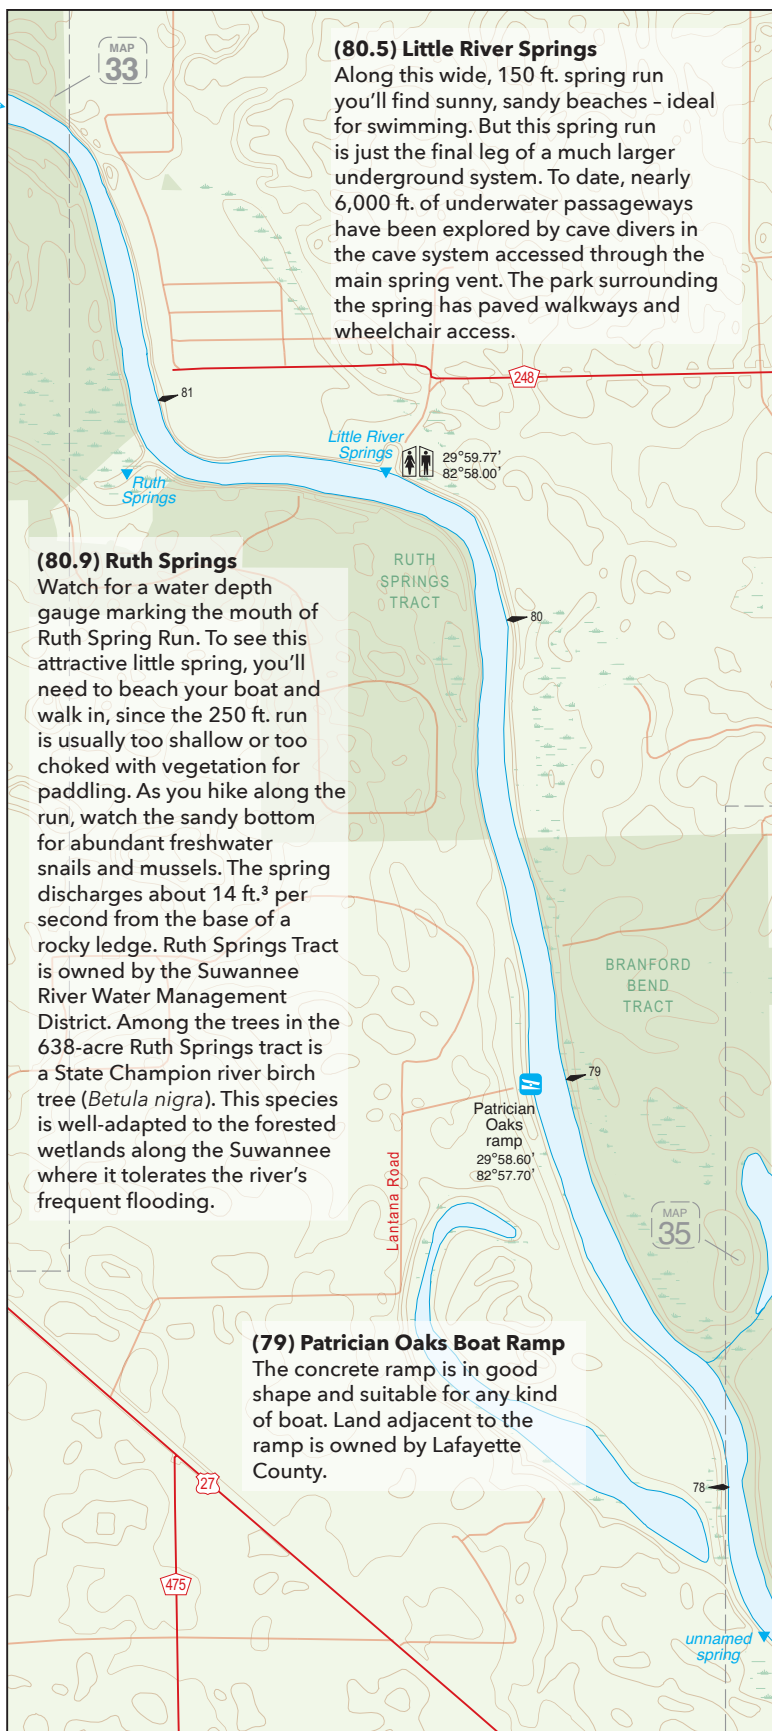 MAP
33
(80.5) Little River Springs
Along this wide, 150 ft. spring run
you'll find sunny, sandy beaches – ideal
for swimming. But this spring run
is just the final leg of a much larger
underground system. To date, nearly
6,000 ft. of underwater passageways
have been explored by cave divers in
the cave system accessed through the
main spring vent. The park surrounding
the spring has paved walkways and
wheelchair access.
248
81
Little River
Springs
29°59.77'
82°58.00'
Ruth
Springs
(80.9) Ruth Springs
Watch for a water depth
gauge marking the mouth of
Ruth Spring Run. To see this
attractive little spring, you'll
need to beach your boat and
walk in, since the 250 ft. run
is usually too shallow or too
choked with vegetation for
paddling. As you hike along the
run, watch the sandy bottom
for abundant freshwater
snails and mussels. The spring
discharges about 14 ft.³ per
second from the base of a
rocky ledge. Ruth Springs Tract
is owned by the Suwannee
River Water Management
District. Among the trees in the
638-acre Ruth Springs tract is
a State Champion river birch
tree (Betula nigra). This species
is well-adapted to the forested
wetlands along the Suwannee
where it tolerates the river's
frequent flooding.
RUTH
SPRINGS
TRACT
80
BRANFORD
BEND
TRACT
79
Patrician
Oaks
ramp
29°58.60'
82°57.70'
Lantana Road
MAP
35
(79) Patrician Oaks Boat Ramp
The concrete ramp is in good
shape and suitable for any kind
of boat. Land adjacent to the
ramp is owned by Lafayette
County.
27
78
475
unnamed
spring